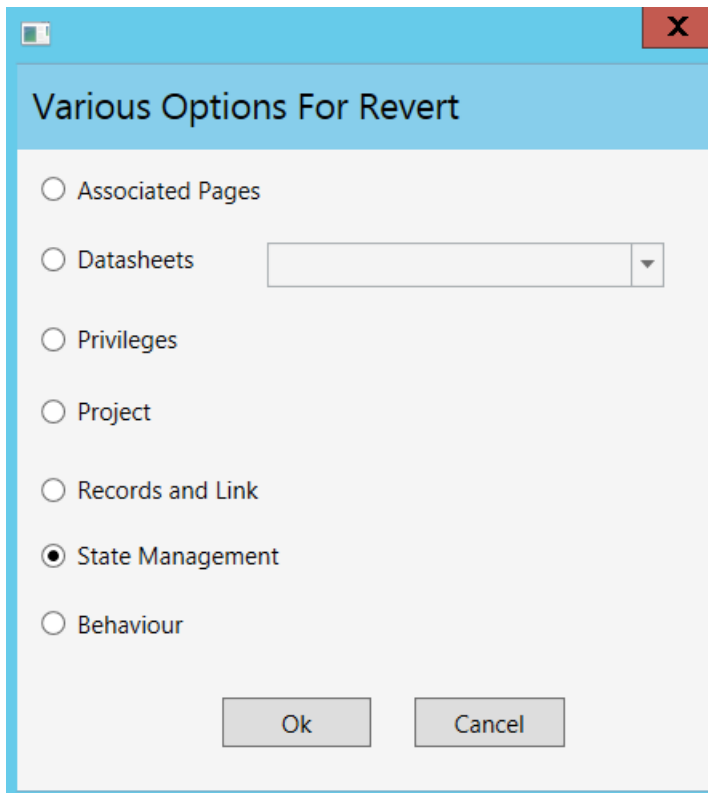 X
Various Options For Revert
Associated Pages
Datasheets
Privileges
Project
Records and Link
State Management
Behaviour
Ok Cancel